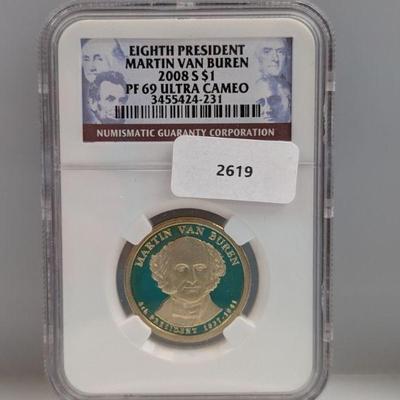 EIGHTH PRESIDENT
MARTIN VAN BUREN
2008 S $1
PF 69 ULTRA CAMEO
3455424-231
NUMISMATIC GUARANTY CORPORATION
2619
MARTIN VAN BUREN
8th PRESIDENT 1837-1841